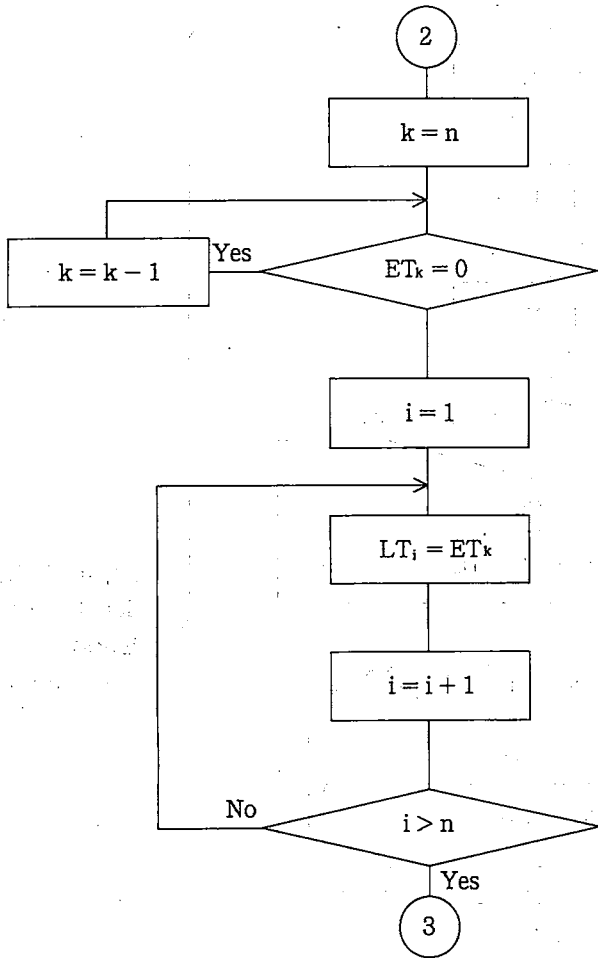 2
k = n
Yes
k = k − 1
ETₖ = 0
i = 1
LTᵢ = ETₖ
i = i + 1
No
i > n
Yes
3